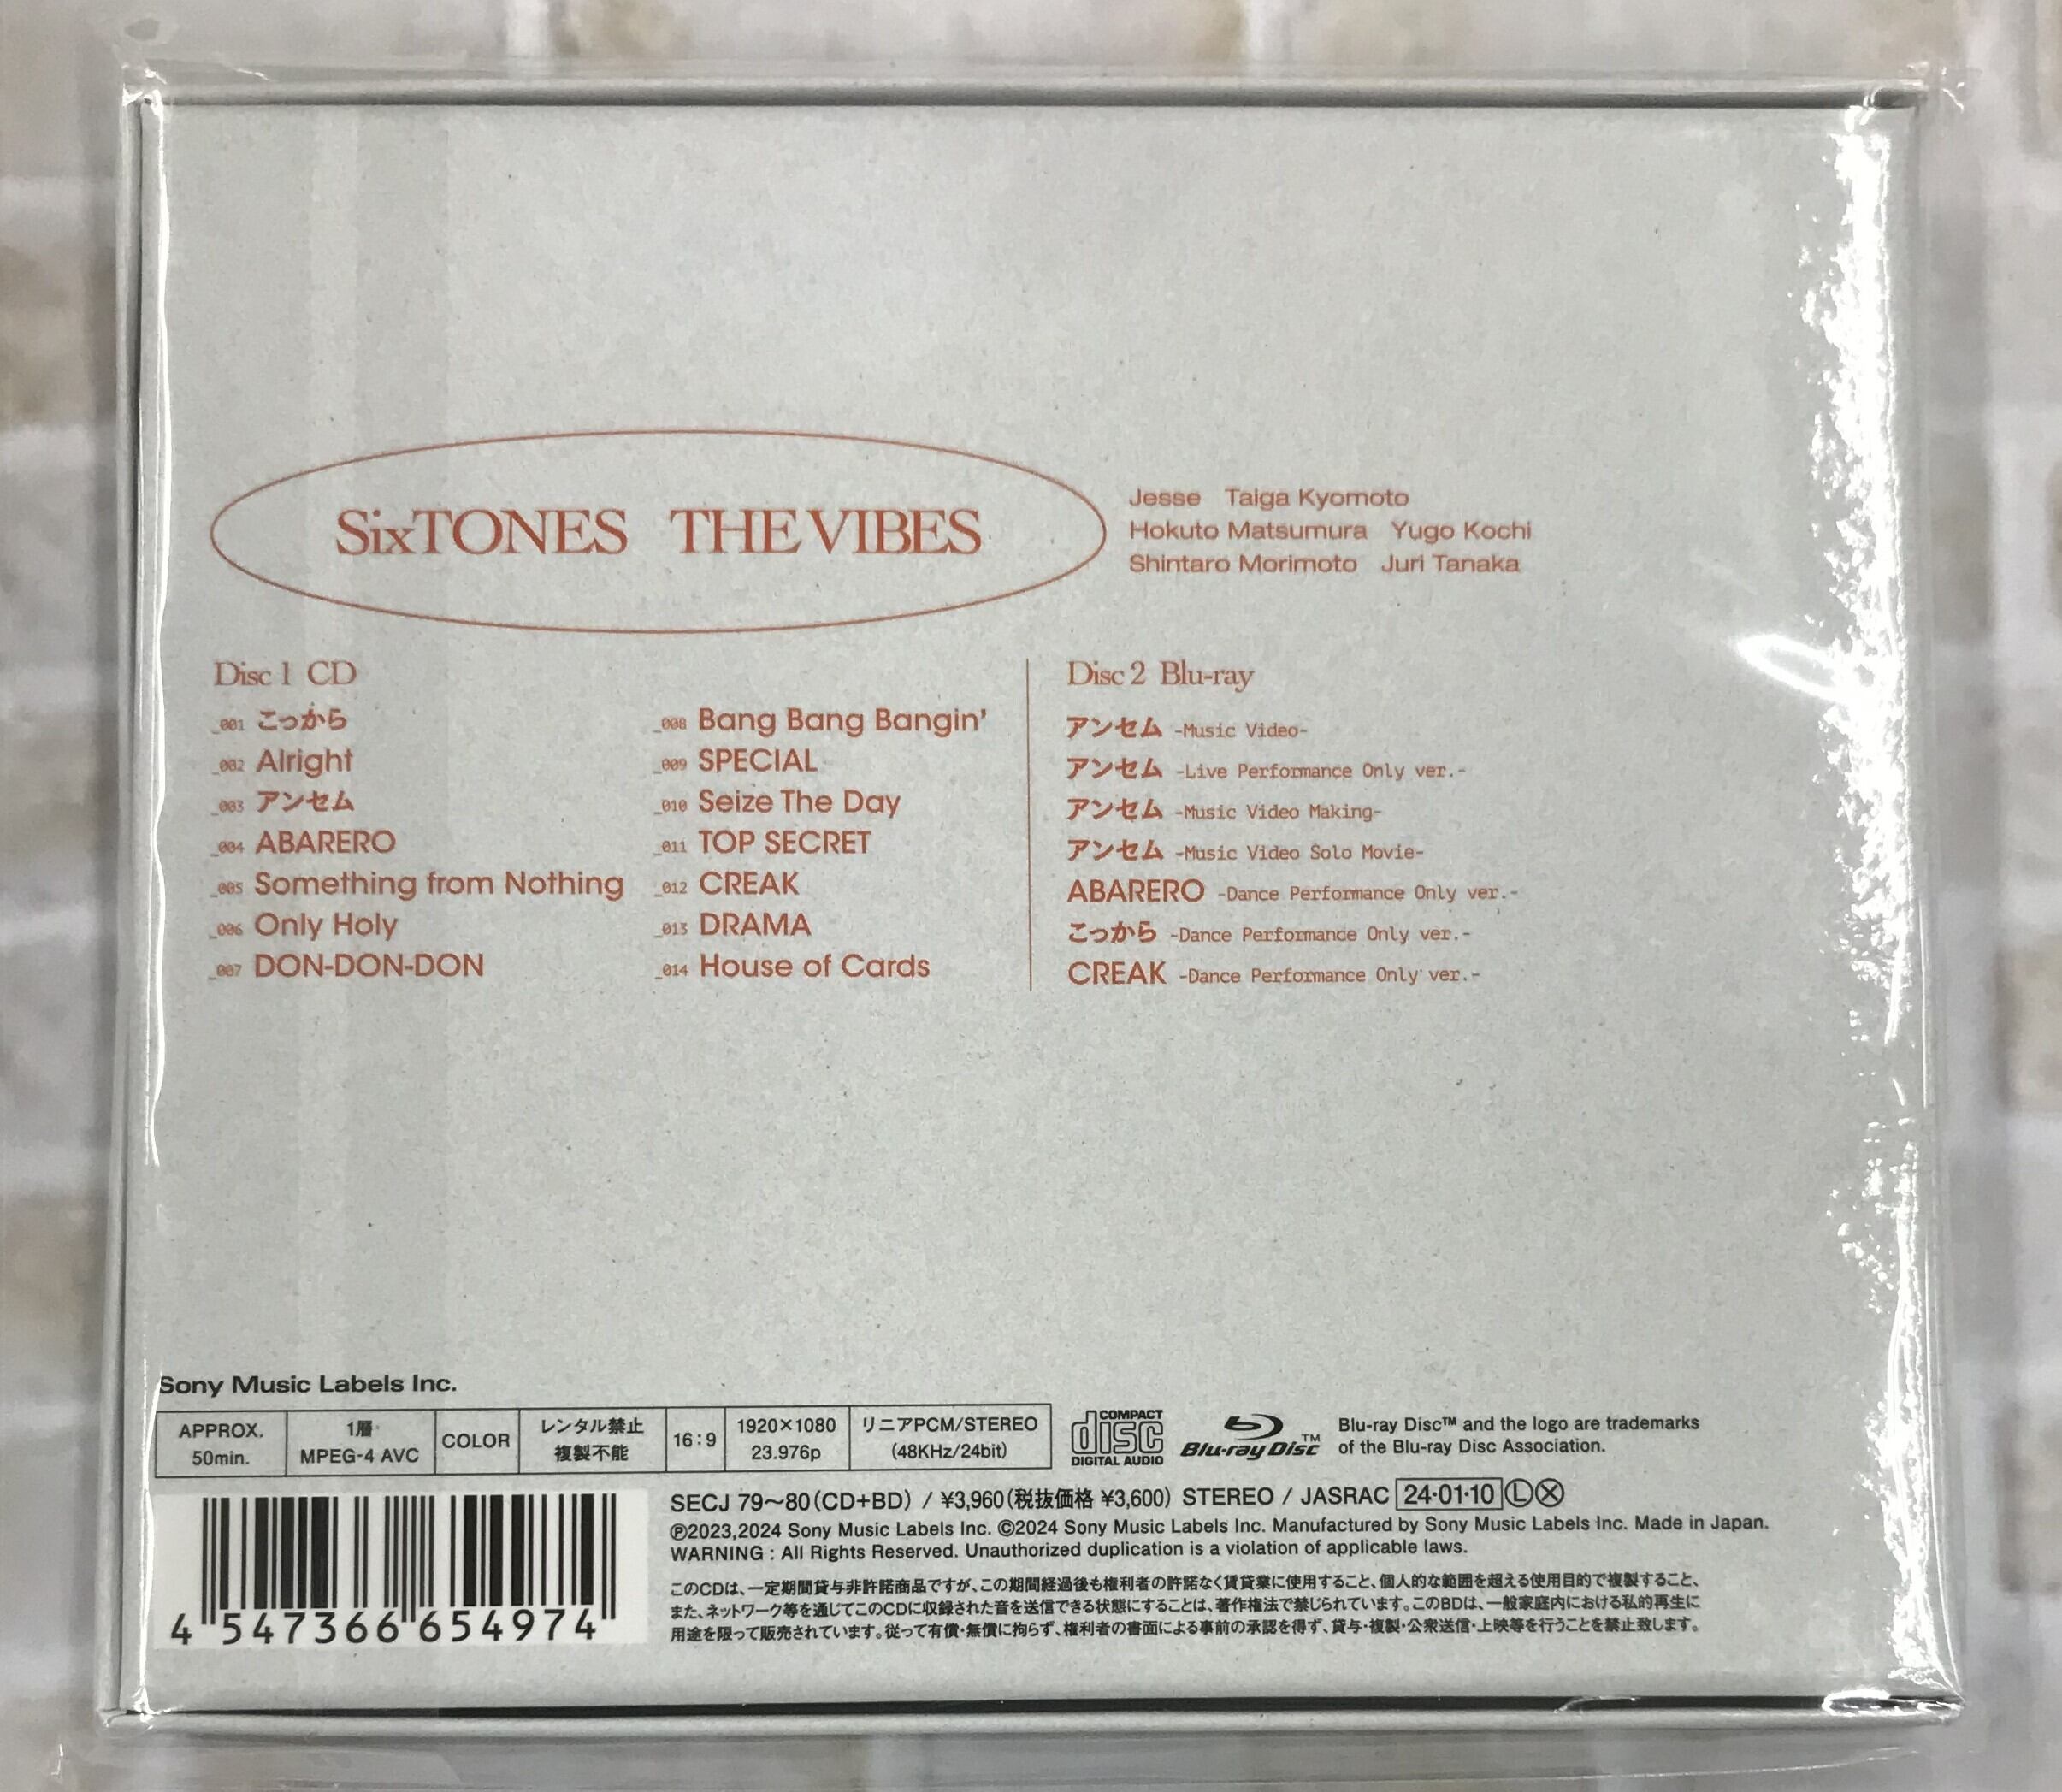 SixTONES THE VIBES
Jesse Taiga Kyomoto
Hokuto Matsumura Yugo Kochi
Shintaro Morimoto Juri Tanaka
Disc 1 CD
_001 こっから
_002 Alright
_003 アンセム
_004 ABARERO
_005 Something from Nothing
_006 Only Holy
_007 DON-DON-DON
_008 Bang Bang Bangin'
_009 SPECIAL
_010 Seize The Day
_011 TOP SECRET
_012 CREAK
_013 DRAMA
_014 House of Cards
Disc 2 Blu-ray
アンセム -Music Video-
アンセム -Live Performance Only ver.-
アンセム -Music Video Making-
アンセム -Music Video Solo Movie-
ABARERO -Dance Performance Only ver.-
こっから -Dance Performance Only ver.-
CREAK -Dance Performance Only ver.-
Sony Music Labels Inc.
APPROX.
50min.
1層
MPEG-4 AVC
COLOR
レンタル禁止
複製不能
16:9
1920×1080
23.976p
リニアPCM/STEREO
(48KHz/24bit)
COMPACT
disc
DIGITAL AUDIO
Blu-ray Disc™
Blu-ray Disc™ and the logo are trademarks
of the Blu-ray Disc Association.
SECJ 79〜80(CD+BD) / ¥3,960(税抜価格 ¥3,600) STEREO / JASRAC 24·01·10 Ⓛ Ⓧ
℗2023,2024 Sony Music Labels Inc. ©2024 Sony Music Labels Inc. Manufactured by Sony Music Labels Inc. Made in Japan.
WARNING : All Rights Reserved. Unauthorized duplication is a violation of applicable laws.
このCDは、一定期間貸与非許諾商品ですが、この期間経過後も権利者の許諾なく賃貸業に使用すること、個人的な範囲を超える使用目的で複製すること、
また、ネットワーク等を通じてこのCDに収録された音を送信できる状態にすることは、著作権法で禁じられています。このBDは、一般家庭内における私的再生に
用途を限って販売されています。従って有償・無償に拘らず、権利者の書面による事前の承認を得ず、貸与・複製・公衆送信・上映等を行うことを禁止致します。
4 547366 654974